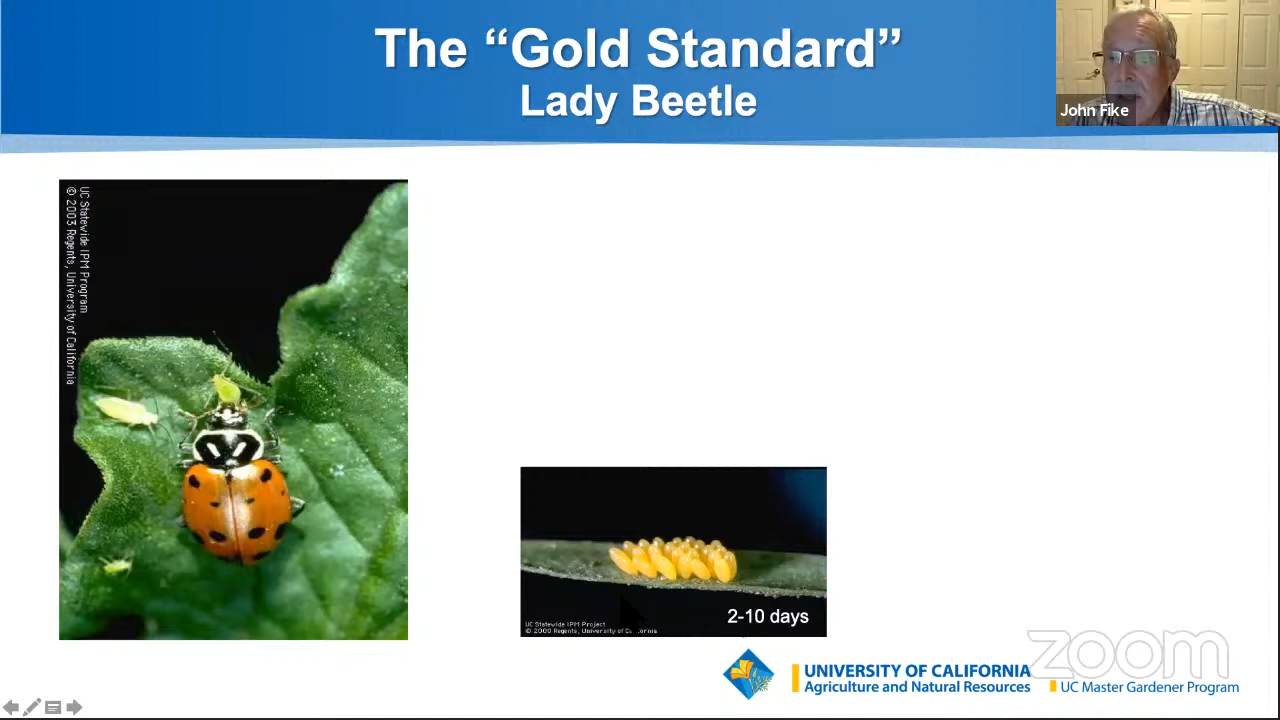 The “Gold Standard”
Lady Beetle
John Fike
UC Statewide IPM Program
© 2003 Regents, University of California
2-10 days
UC Statewide IPM Project
© 2000 Regents, University of California
zoom
UNIVERSITY OF CALIFORNIA
Agriculture and Natural Resources
UC Master Gardener Program